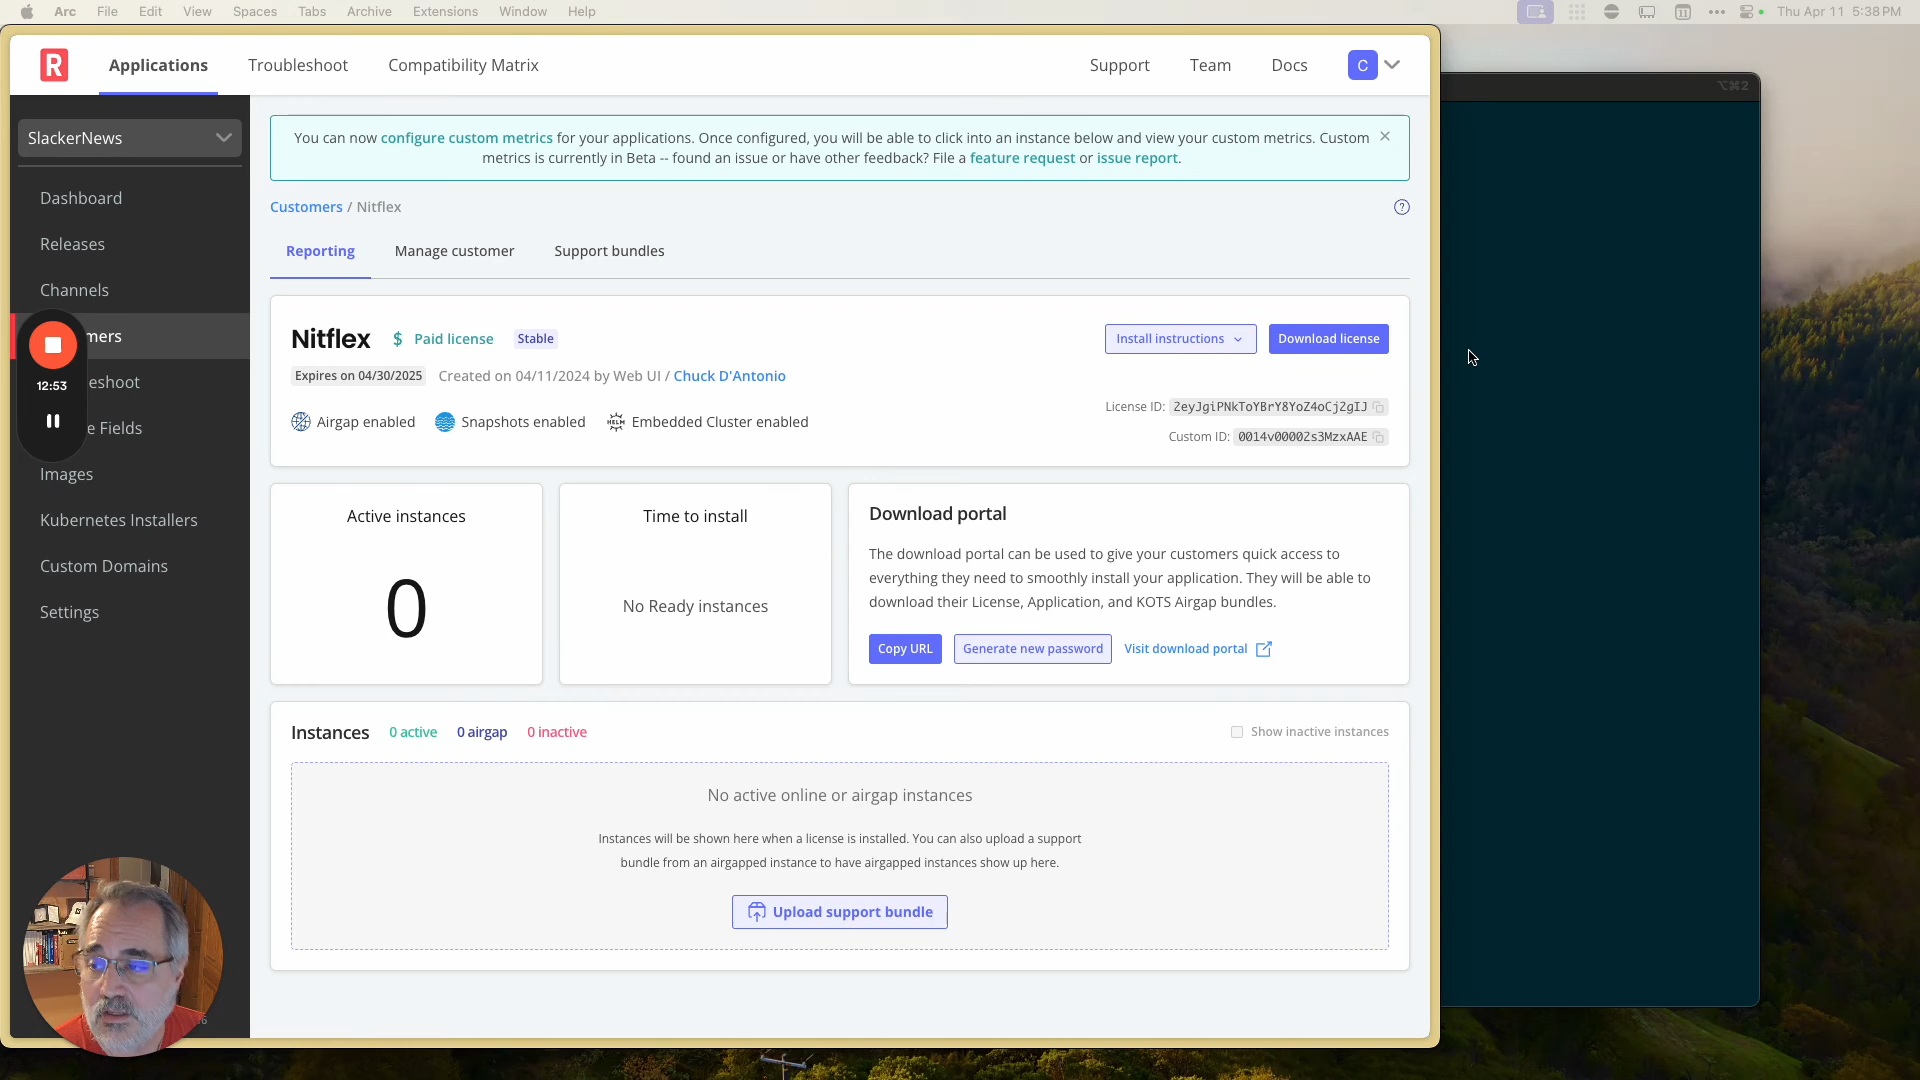 Arc File Edit View Spaces Tabs Archive Extensions Window Help
11 Thu Apr 11 5:38 PM
R Applications Troubleshoot Compatibility Matrix Support Team Docs C
⌥⌘2
SlackerNews
Dashboard
Releases
Channels
mers
12:53
eshoot
e Fields
Images
Kubernetes Installers
Custom Domains
Settings
You can now configure custom metrics for your applications. Once configured, you will be able to click into an instance below and view your custom metrics. Custom
metrics is currently in Beta -- found an issue or have other feedback? File a feature request or issue report.
Customers / Nitflex
Reporting Manage customer Support bundles
Nitflex $ Paid license Stable Install instructions Download license
Expires on 04/30/2025 Created on 04/11/2024 by Web UI / Chuck D'Antonio
License ID: 2eyJgiPNkToYBrY8YoZ4oCj2gIJ
Airgap enabled Snapshots enabled HELM Embedded Cluster enabled
Custom ID: 0014v00002s3MzxAAE
Active instances
0
Time to install
No Ready instances
Download portal
The download portal can be used to give your customers quick access to
everything they need to smoothly install your application. They will be able to
download their License, Application, and KOTS Airgap bundles.
Copy URL Generate new password Visit download portal
Instances 0 active 0 airgap 0 inactive Show inactive instances
No active online or airgap instances
Instances will be shown here when a license is installed. You can also upload a support
bundle from an airgapped instance to have airgapped instances show up here.
Upload support bundle